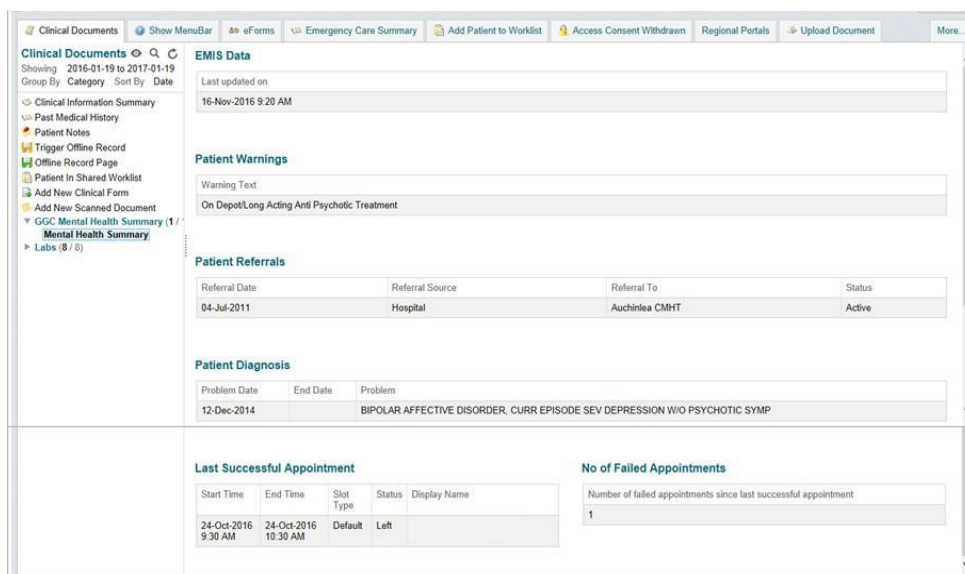 Clinical Documents Show MenuBar eForms Emergency Care Summary Add Patient to Worklist Access Consent Withdrawn Regional Portals Upload Document More...
Clinical Documents
Showing 2016-01-19 to 2017-01-19
Group By Category Sort By Date
Clinical Information Summary
Past Medical History
Patient Notes
Trigger Offline Record
Offline Record Page
Patient In Shared Worklist
Add New Clinical Form
Add New Scanned Document
GGC Mental Health Summary (1 /
Mental Health Summary
Labs (8 / 8)
EMIS Data
Last updated on
16-Nov-2016 9:20 AM
Patient Warnings
Warning Text
On Depot/Long Acting Anti Psychotic Treatment
Patient Referrals
Referral Date Referral Source Referral To Status
04-Jul-2011 Hospital Auchinlea CMHT Active
Patient Diagnosis
Problem Date End Date Problem
12-Dec-2014 BIPOLAR AFFECTIVE DISORDER, CURR EPISODE SEV DEPRESSION W/O PSYCHOTIC SYMP
Last Successful Appointment
Start Time End Time Slot Type Status Display Name
24-Oct-2016 9:30 AM 24-Oct-2016 10:30 AM Default Left
No of Failed Appointments
Number of failed appointments since last successful appointment
1